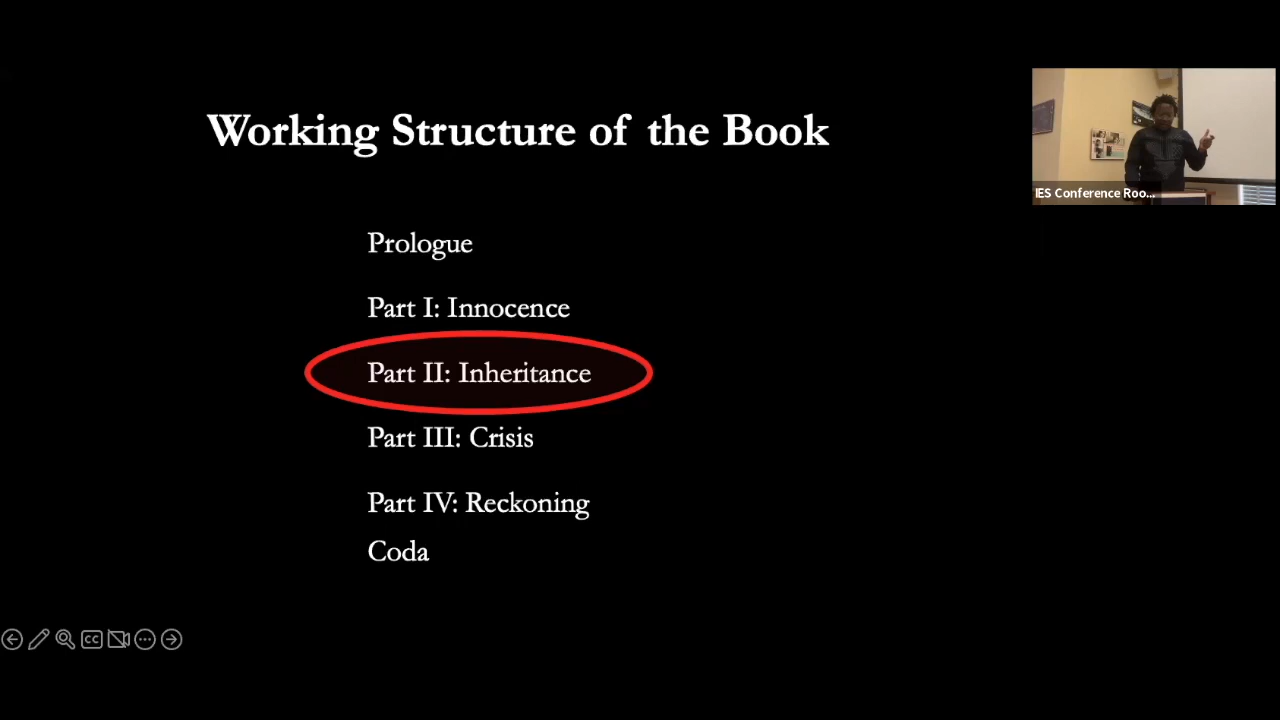 Working Structure of the Book
IES Conference Roo...
Prologue
Part I: Innocence
Part II: Inheritance
Part III: Crisis
Part IV: Reckoning
Coda
CC